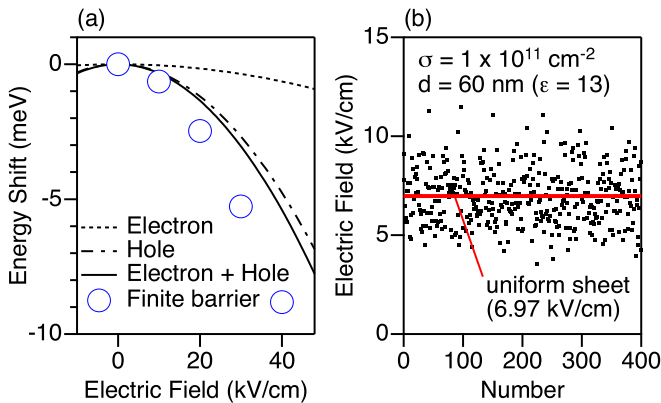 (a)
0
-5
-10
Energy Shift (meV)
Electron
Hole
Electron + Hole
Finite barrier
0
20
40
Electric Field (kV/cm)
(b)
15
10
5
0
Electric Field (kV/cm)
σ = 1 x 10¹¹ cm⁻²
d = 60 nm (ε = 13)
uniform sheet
(6.97 kV/cm)
0
100
200
300
400
Number